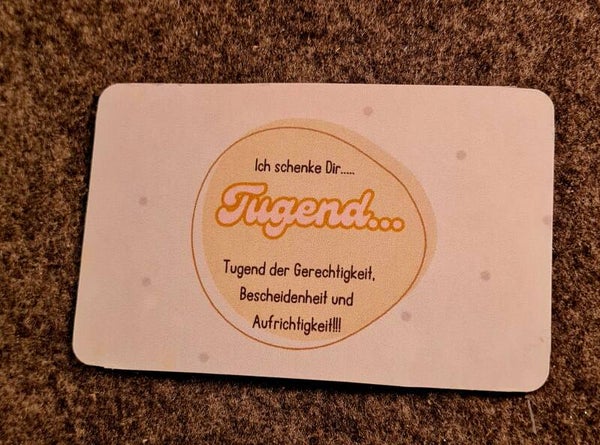 Ich schenke Dir.....
Tugend...
Tugend der Gerechtigkeit,
Bescheidenheit und
Aufrichtigkeit!!!